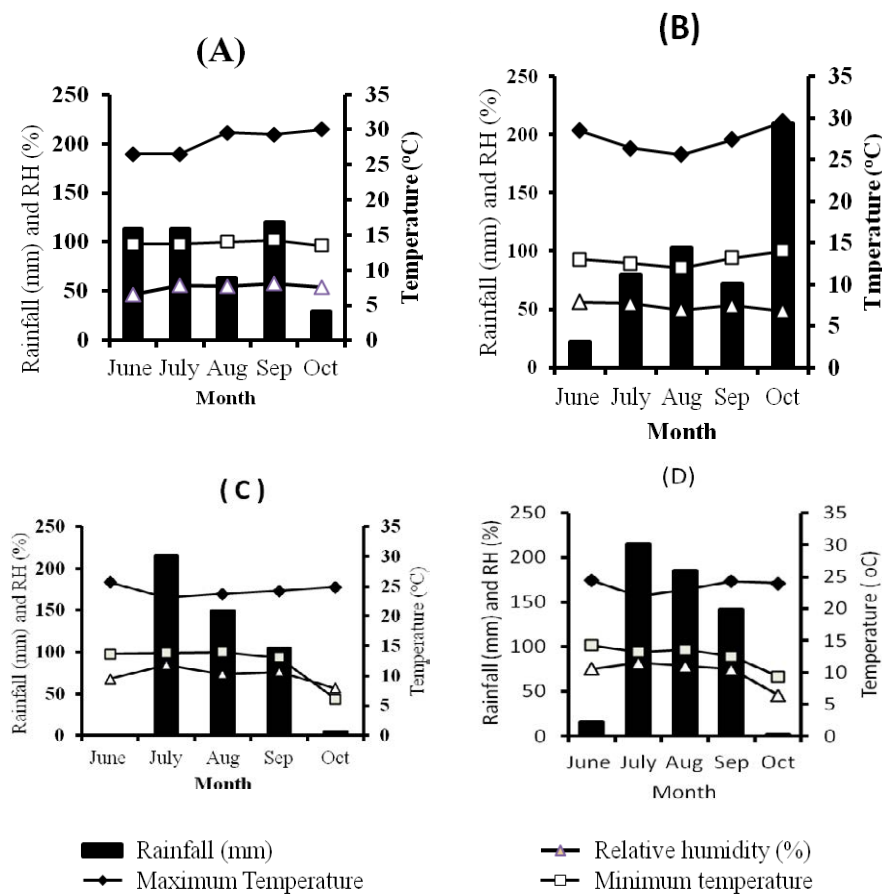 (A)
Rainfall (mm) and RH (%)
250
200
150
100
50
0
35
30
25
20
15
10
5
0
Temperature (ºC)
June July Aug Sep Oct
Month
(B)
Rainfall (mm) and RH (%)
250
200
150
100
50
0
35
30
25
20
15
10
5
0
Tmperature (ºC)
June July Aug Sep Oct
Month
( C )
Rainfall (mm) and RH (%)
250
200
150
100
50
0
35
30
25
20
15
10
5
0
Temperature (ºC)
June July Aug Sep Oct
Month
(D)
Rainfall (mm) and RH (%)
250
200
150
100
50
0
35
30
25
20
15
10
5
0
Temperature ( oC)
June July Aug Sep Oct
Month
Rainfall (mm)
Relative humidity (%)
Maximum Temperature
Minimum temperature